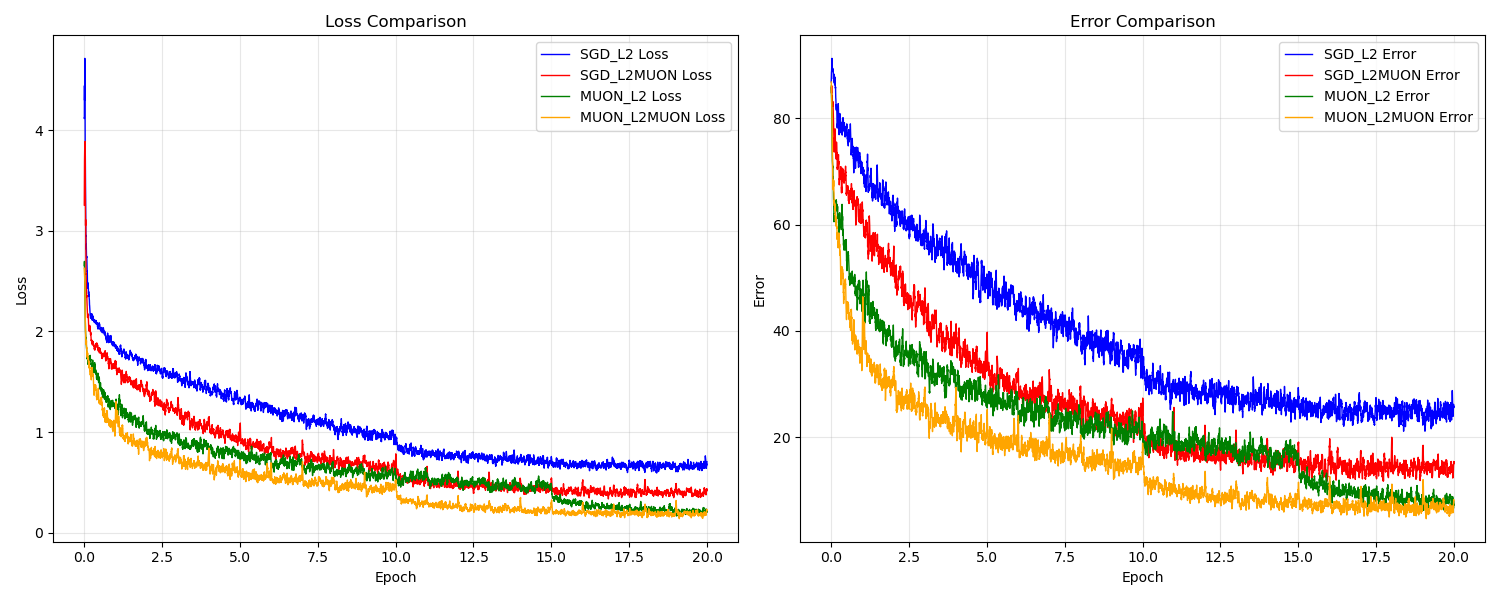 Loss Comparison
Loss
4
3
2
1
0
SGD_L2 Loss
SGD_L2MUON Loss
MUON_L2 Loss
MUON_L2MUON Loss
0.0 2.5 5.0 7.5 10.0 12.5 15.0 17.5 20.0
Epoch
Error Comparison
Error
80
60
40
20
SGD_L2 Error
SGD_L2MUON Error
MUON_L2 Error
MUON_L2MUON Error
0.0 2.5 5.0 7.5 10.0 12.5 15.0 17.5 20.0
Epoch